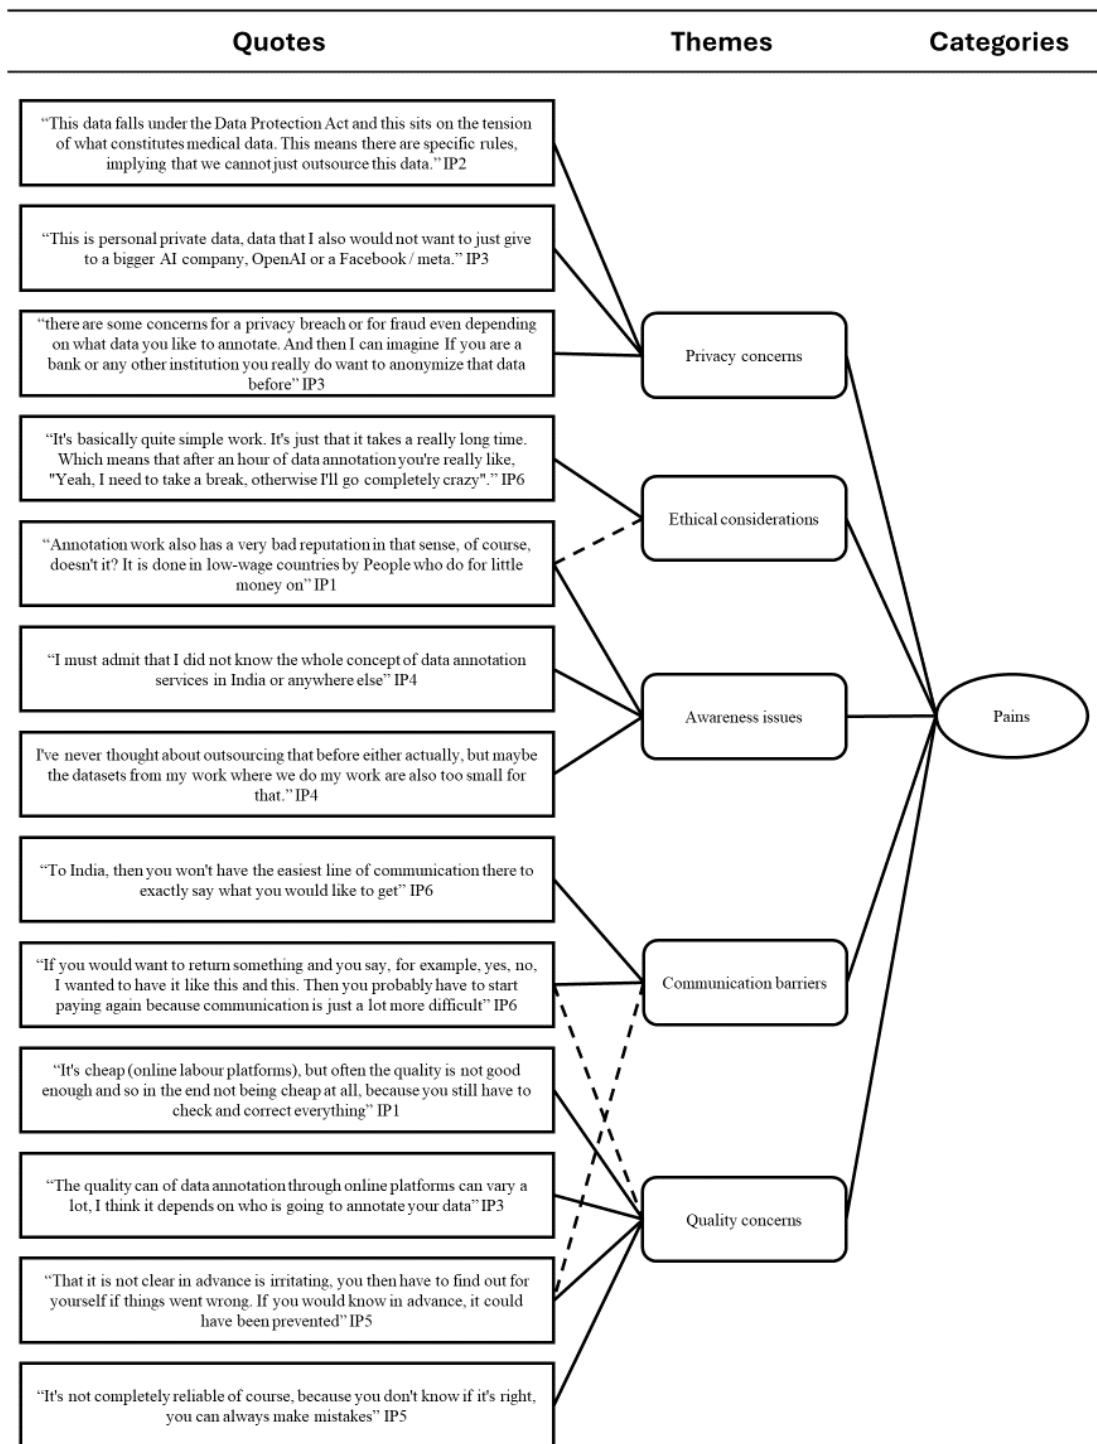 Quotes Themes Categories
“This data falls under the Data Protection Act and this sits on the tension
of what constitutes medical data. This means there are specific rules,
implying that we cannot just outsource this data.” IP2
“This is personal private data, data that I also would not want to just give
to a bigger AI company, OpenAI or a Facebook / meta.” IP3
“there are some concerns for a privacy breach or for fraud even depending
on what data you like to annotate. And then I can imagine If you are a
bank or any other institution you really do want to anonymize that data
before” IP3
Privacy concerns
“It's basically quite simple work. It's just that it takes a really long time.
Which means that after an hour of data annotation you're really like,
"Yeah, I need to take a break, otherwise I'll go completely crazy".” IP6
Ethical considerations
“Annotation work also has a very bad reputation in that sense, of course,
doesn't it? It is done in low-wage countries by People who do for little
money on” IP1
“I must admit that I did not know the whole concept of data annotation
services in India or anywhere else” IP4
Awareness issues
Pains
I've never thought about outsourcing that before either actually, but maybe
the datasets from my work where we do my work are also too small for
that.” IP4
“To India, then you won't have the easiest line of communication there to
exactly say what you would like to get” IP6
“If you would want to return something and you say, for example, yes, no,
I wanted to have it like this and this. Then you probably have to start
paying again because communication is just a lot more difficult” IP6
Communication barriers
“It's cheap (online labour platforms), but often the quality is not good
enough and so in the end not being cheap at all, because you still have to
check and correct everything” IP1
“The quality can of data annotation through online platforms can vary a
lot, I think it depends on who is going to annotate your data” IP3
Quality concerns
“That it is not clear in advance is irritating, you then have to find out for
yourself if things went wrong. If you would know in advance, it could
have been prevented” IP5
“It's not completely reliable of course, because you don't know if it's right,
you can always make mistakes” IP5